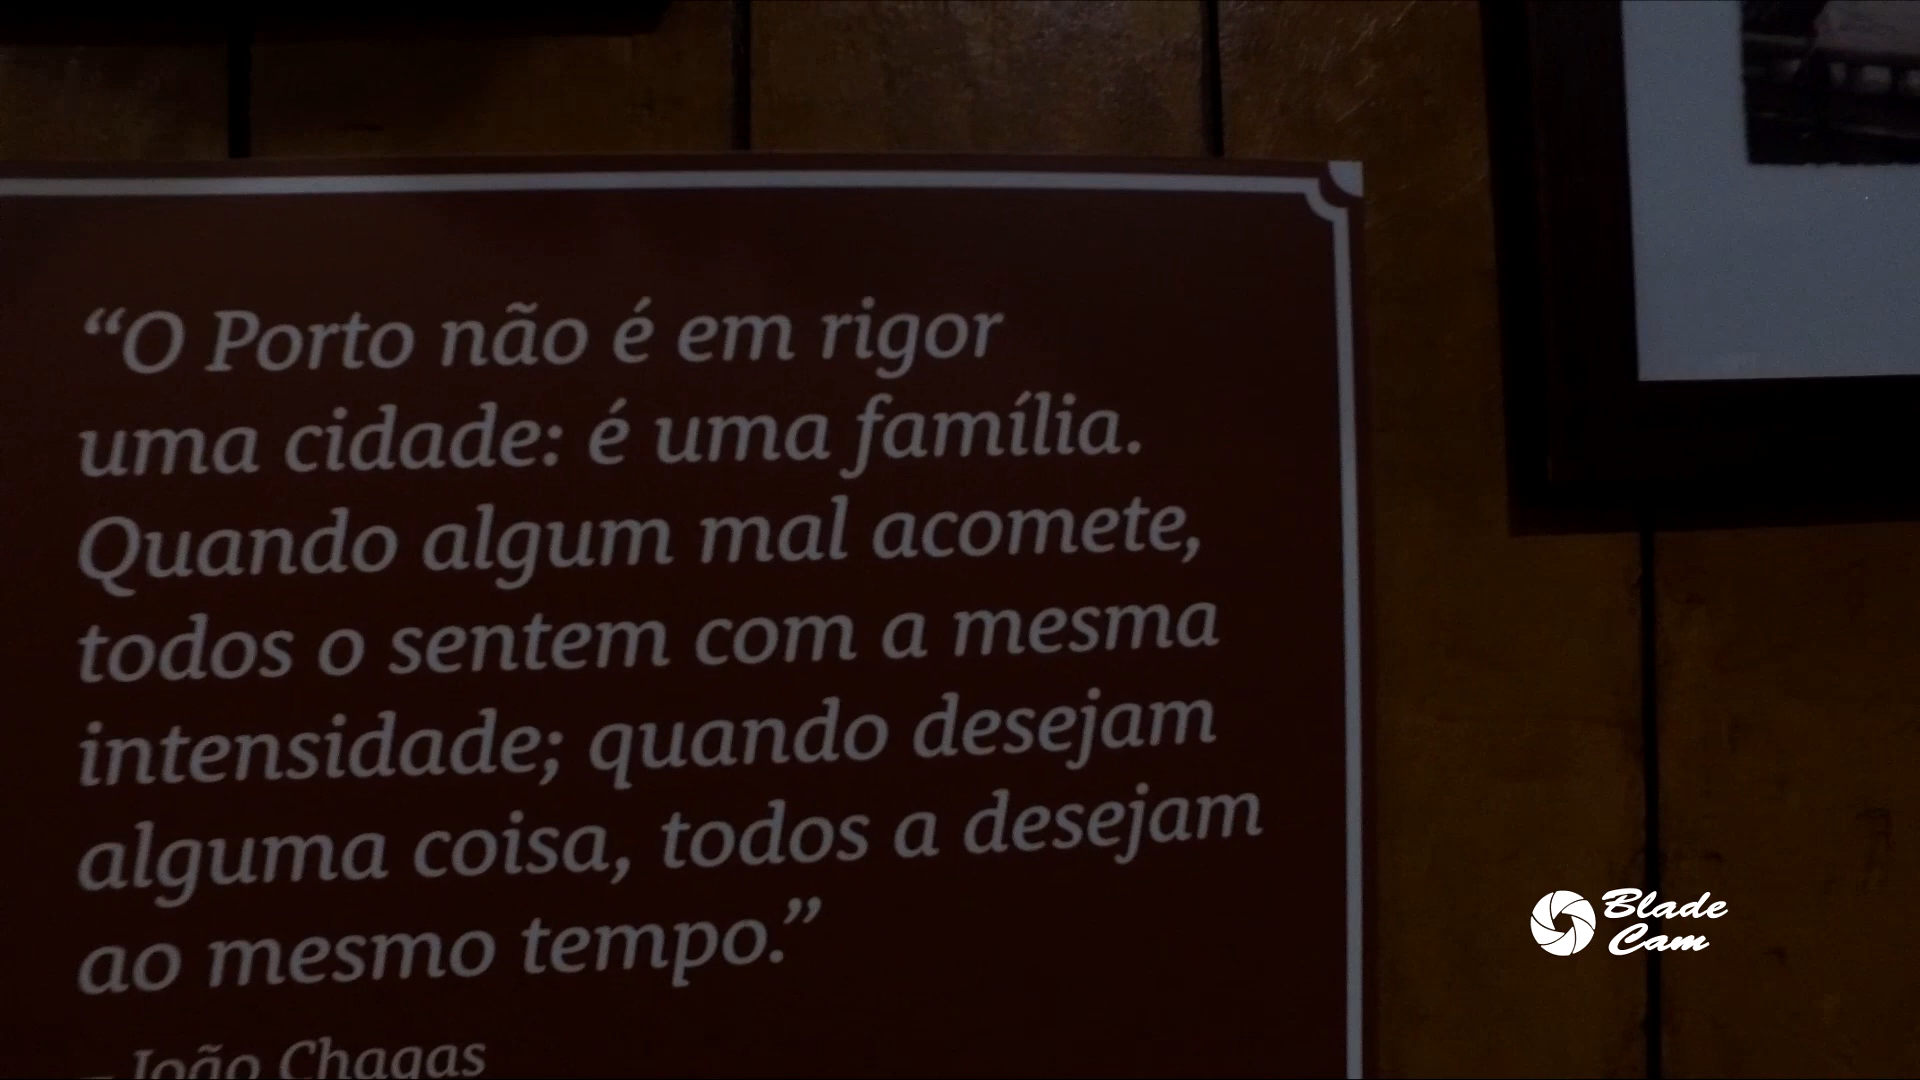 “O Porto não é em rigor
uma cidade: é uma família.
Quando algum mal acomete,
todos o sentem com a mesma
intensidade; quando desejam
alguma coisa, todos a desejam
ao mesmo tempo.”
– João Chagas
Blade
Cam